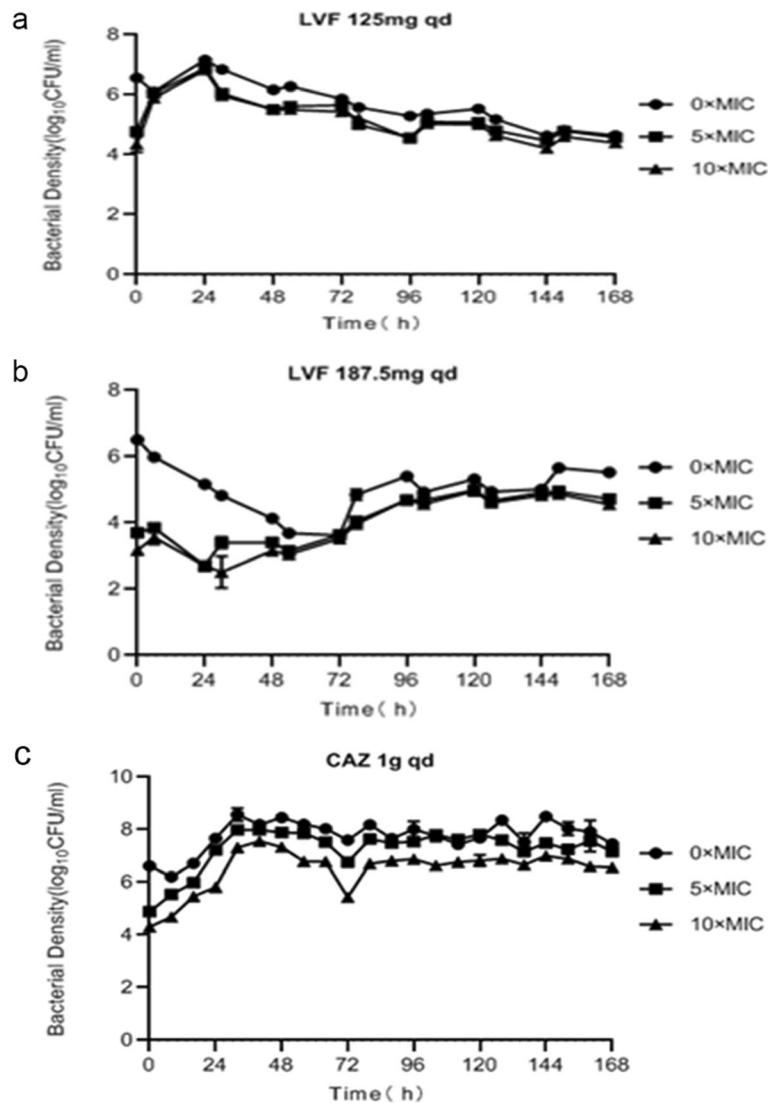 a
LVF 125mg qd
Bacterial Density(log10CFU/ml)
8
6
4
2
0
0 24 48 72 96 120 144 168
Time( h)
0×MIC
5×MIC
10×MIC
b
LVF 187.5mg qd
Bacterial Density(log10CFU/ml)
8
6
4
2
0
0 24 48 72 96 120 144 168
Time( h)
0×MIC
5×MIC
10×MIC
c
CAZ 1g qd
Bacterial Density(log10CFU/ml)
10
8
6
4
2
0
0 24 48 72 96 120 144 168
Time( h)
0×MIC
5×MIC
10×MIC